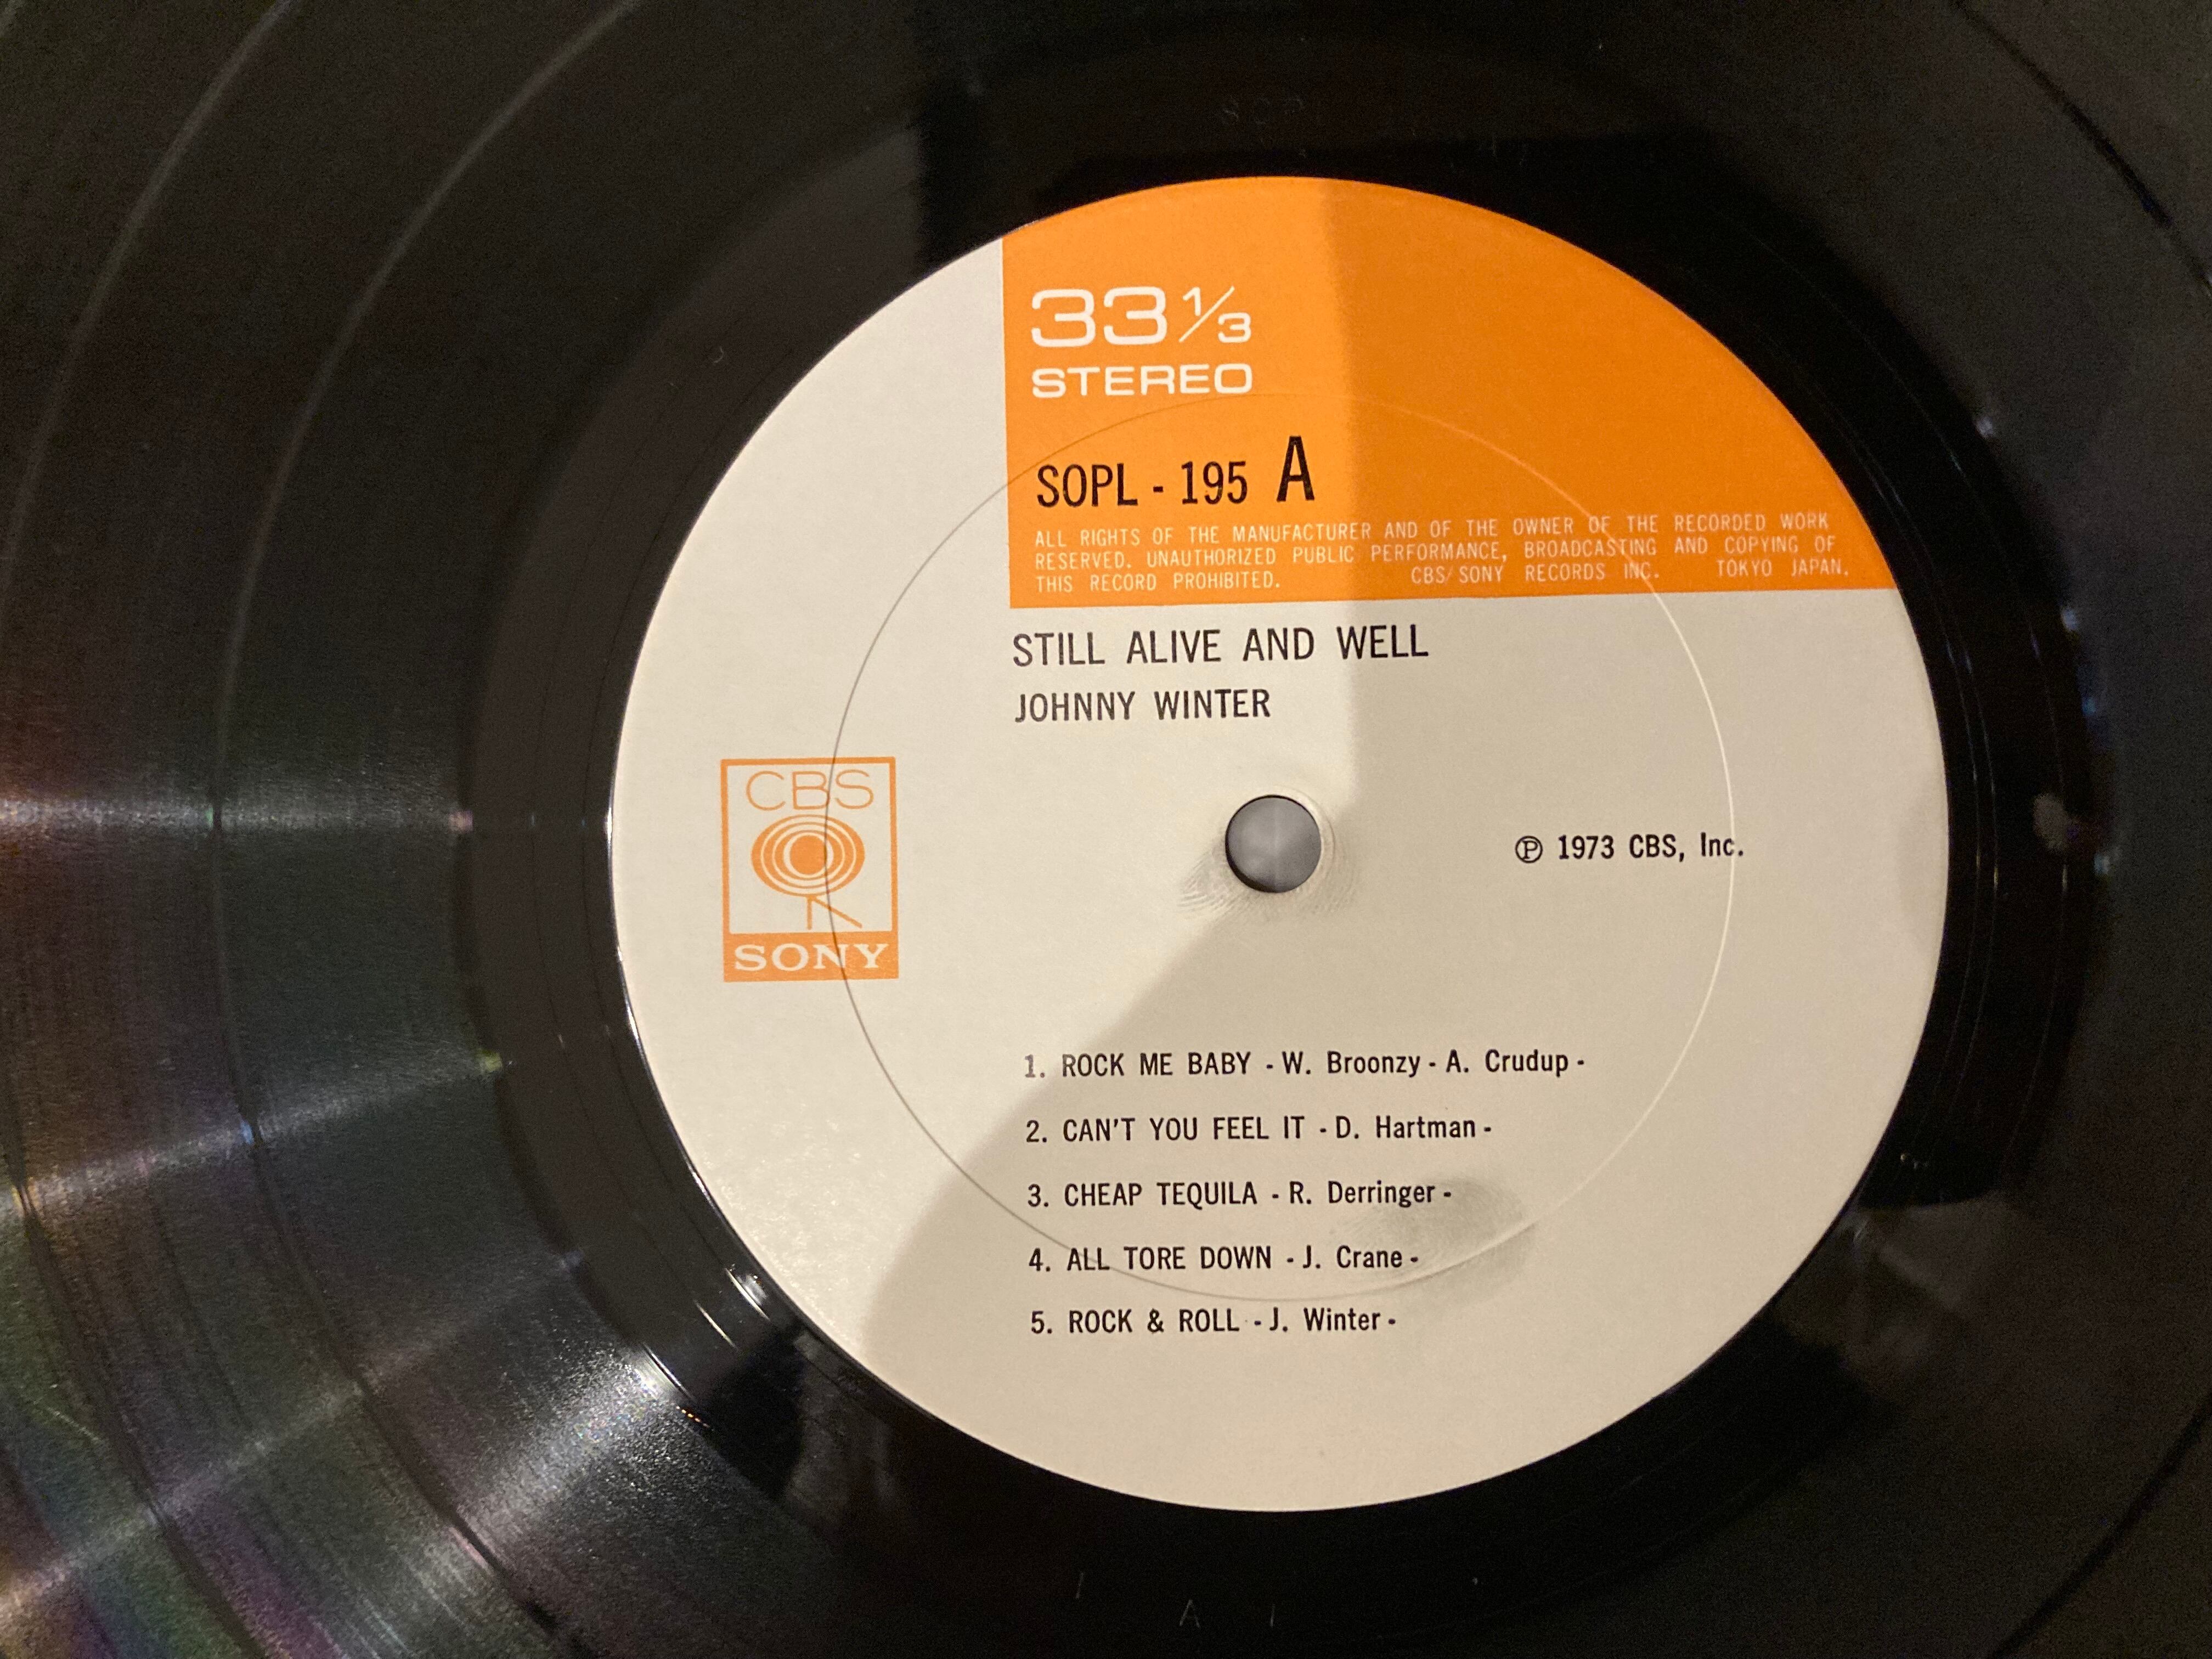 33 1/3
STEREO
SOPL - 195 A
ALL RIGHTS OF THE MANUFACTURER AND OF THE OWNER OF THE RECORDED WORK
RESERVED. UNAUTHORIZED PUBLIC PERFORMANCE, BROADCASTING AND COPYING OF
THIS RECORD PROHIBITED. CBS/SONY RECORDS INC. TOKYO JAPAN.
STILL ALIVE AND WELL
JOHNNY WINTER
CBS
SONY
℗ 1973 CBS, Inc.
1. ROCK ME BABY - W. Broonzy - A. Crudup -
2. CAN'T YOU FEEL IT - D. Hartman -
3. CHEAP TEQUILA - R. Derringer -
4. ALL TORE DOWN - J. Crane -
5. ROCK & ROLL - J. Winter -